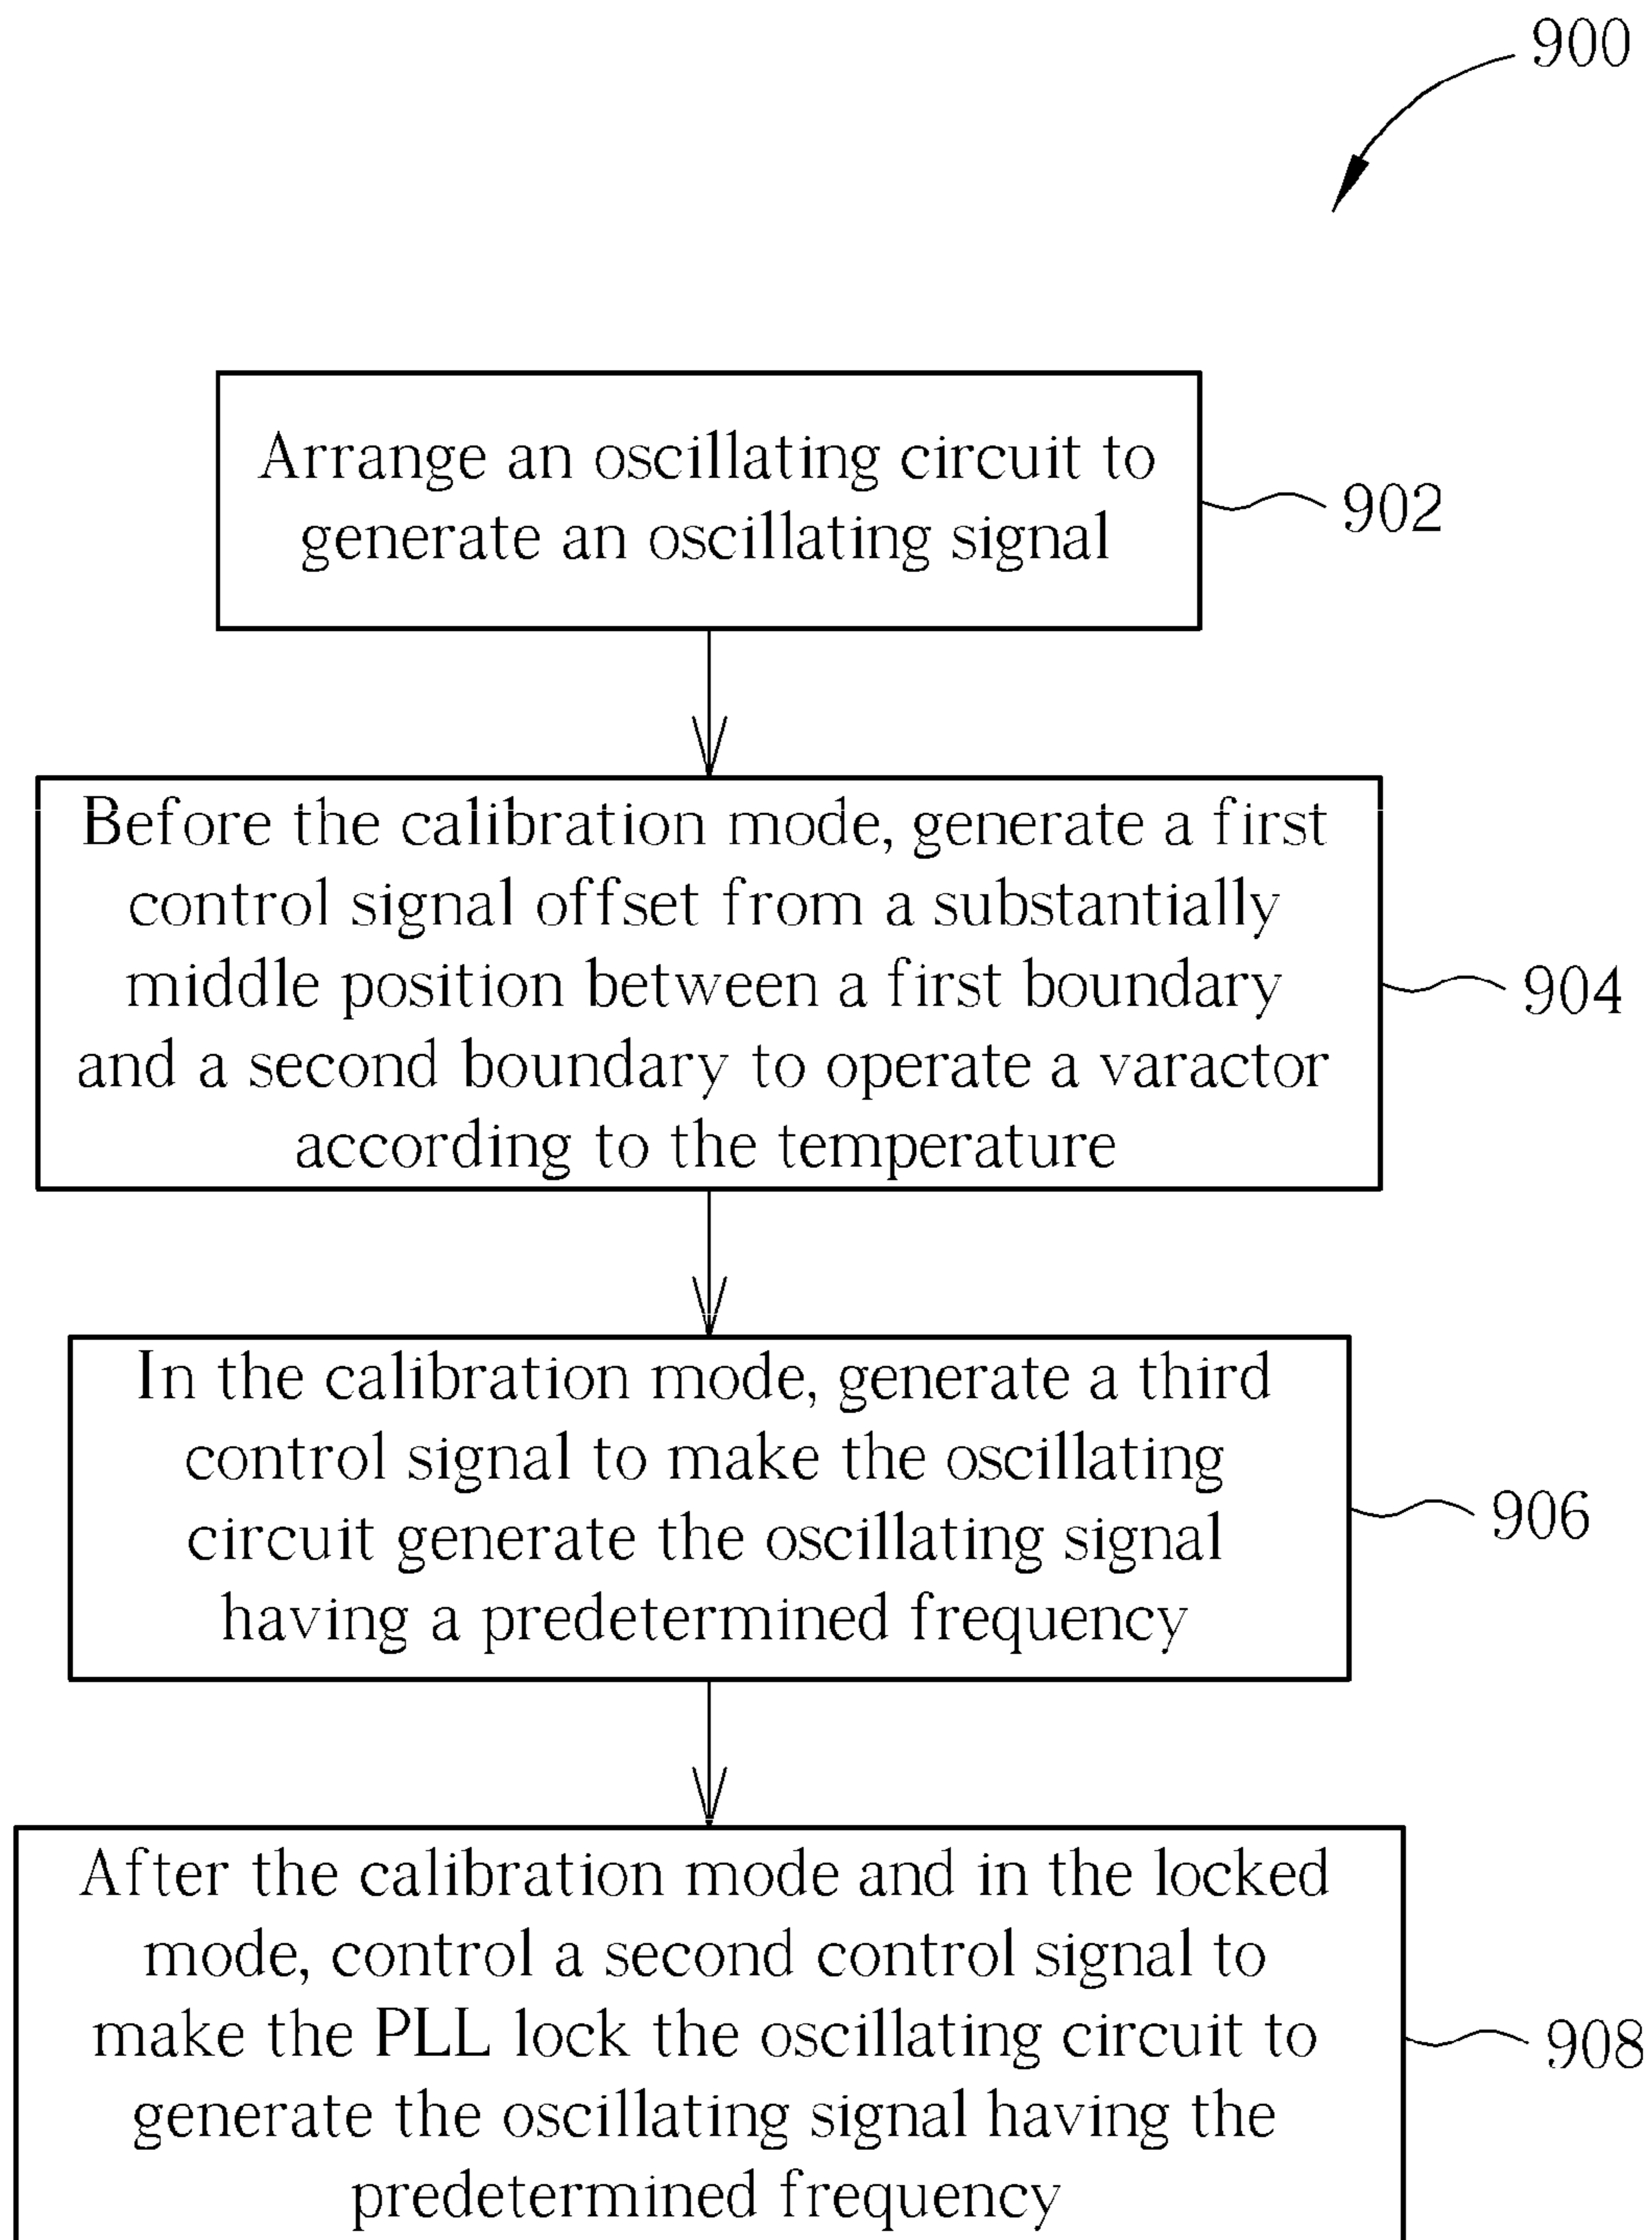 900
Arrange an oscillating circuit to
generate an oscillating signal
902
Before the calibration mode, generate a first
control signal offset from a substantially
middle position between a first boundary
and a second boundary to operate a varactor
according to the temperature
904
In the calibration mode, generate a third
control signal to make the oscillating
circuit generate the oscillating signal
having a predetermined frequency
906
After the calibration mode and in the locked
mode, control a second control signal to
make the PLL lock the oscillating circuit to
generate the oscillating signal having the
predetermined frequency
908